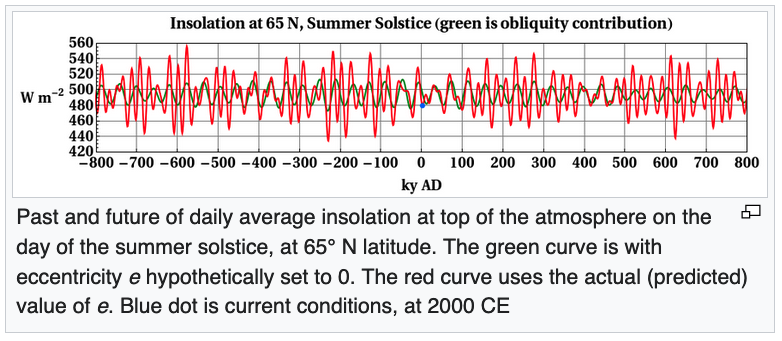 Insolation at 65 N, Summer Solstice (green is obliquity contribution)
560
540
520
500
W m⁻² 480
460
440
420
−800 −700 −600 −500 −400 −300 −200 −100 0 100 200 300 400 500 600 700 800
ky AD
Past and future of daily average insolation at top of the atmosphere on the
day of the summer solstice, at 65° N latitude. The green curve is with
eccentricity e hypothetically set to 0. The red curve uses the actual (predicted)
value of e. Blue dot is current conditions, at 2000 CE